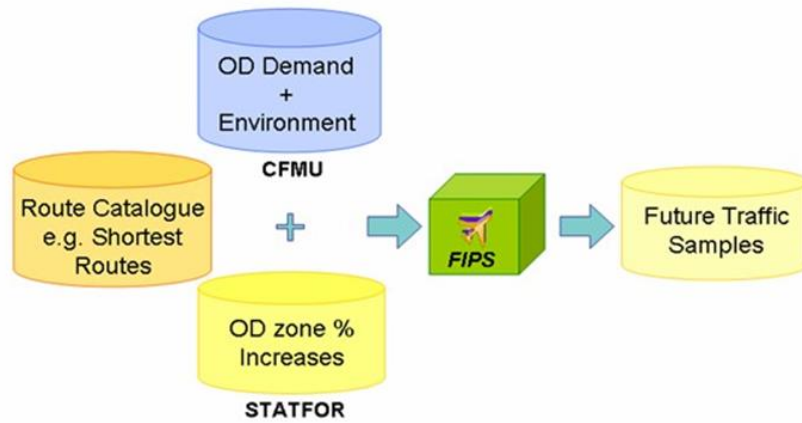 OD Demand
+
Environment
CFMU
Route Catalogue
e.g. Shortest
Routes
+
FIPS
Future Traffic
Samples
OD zone %
Increases
STATFOR